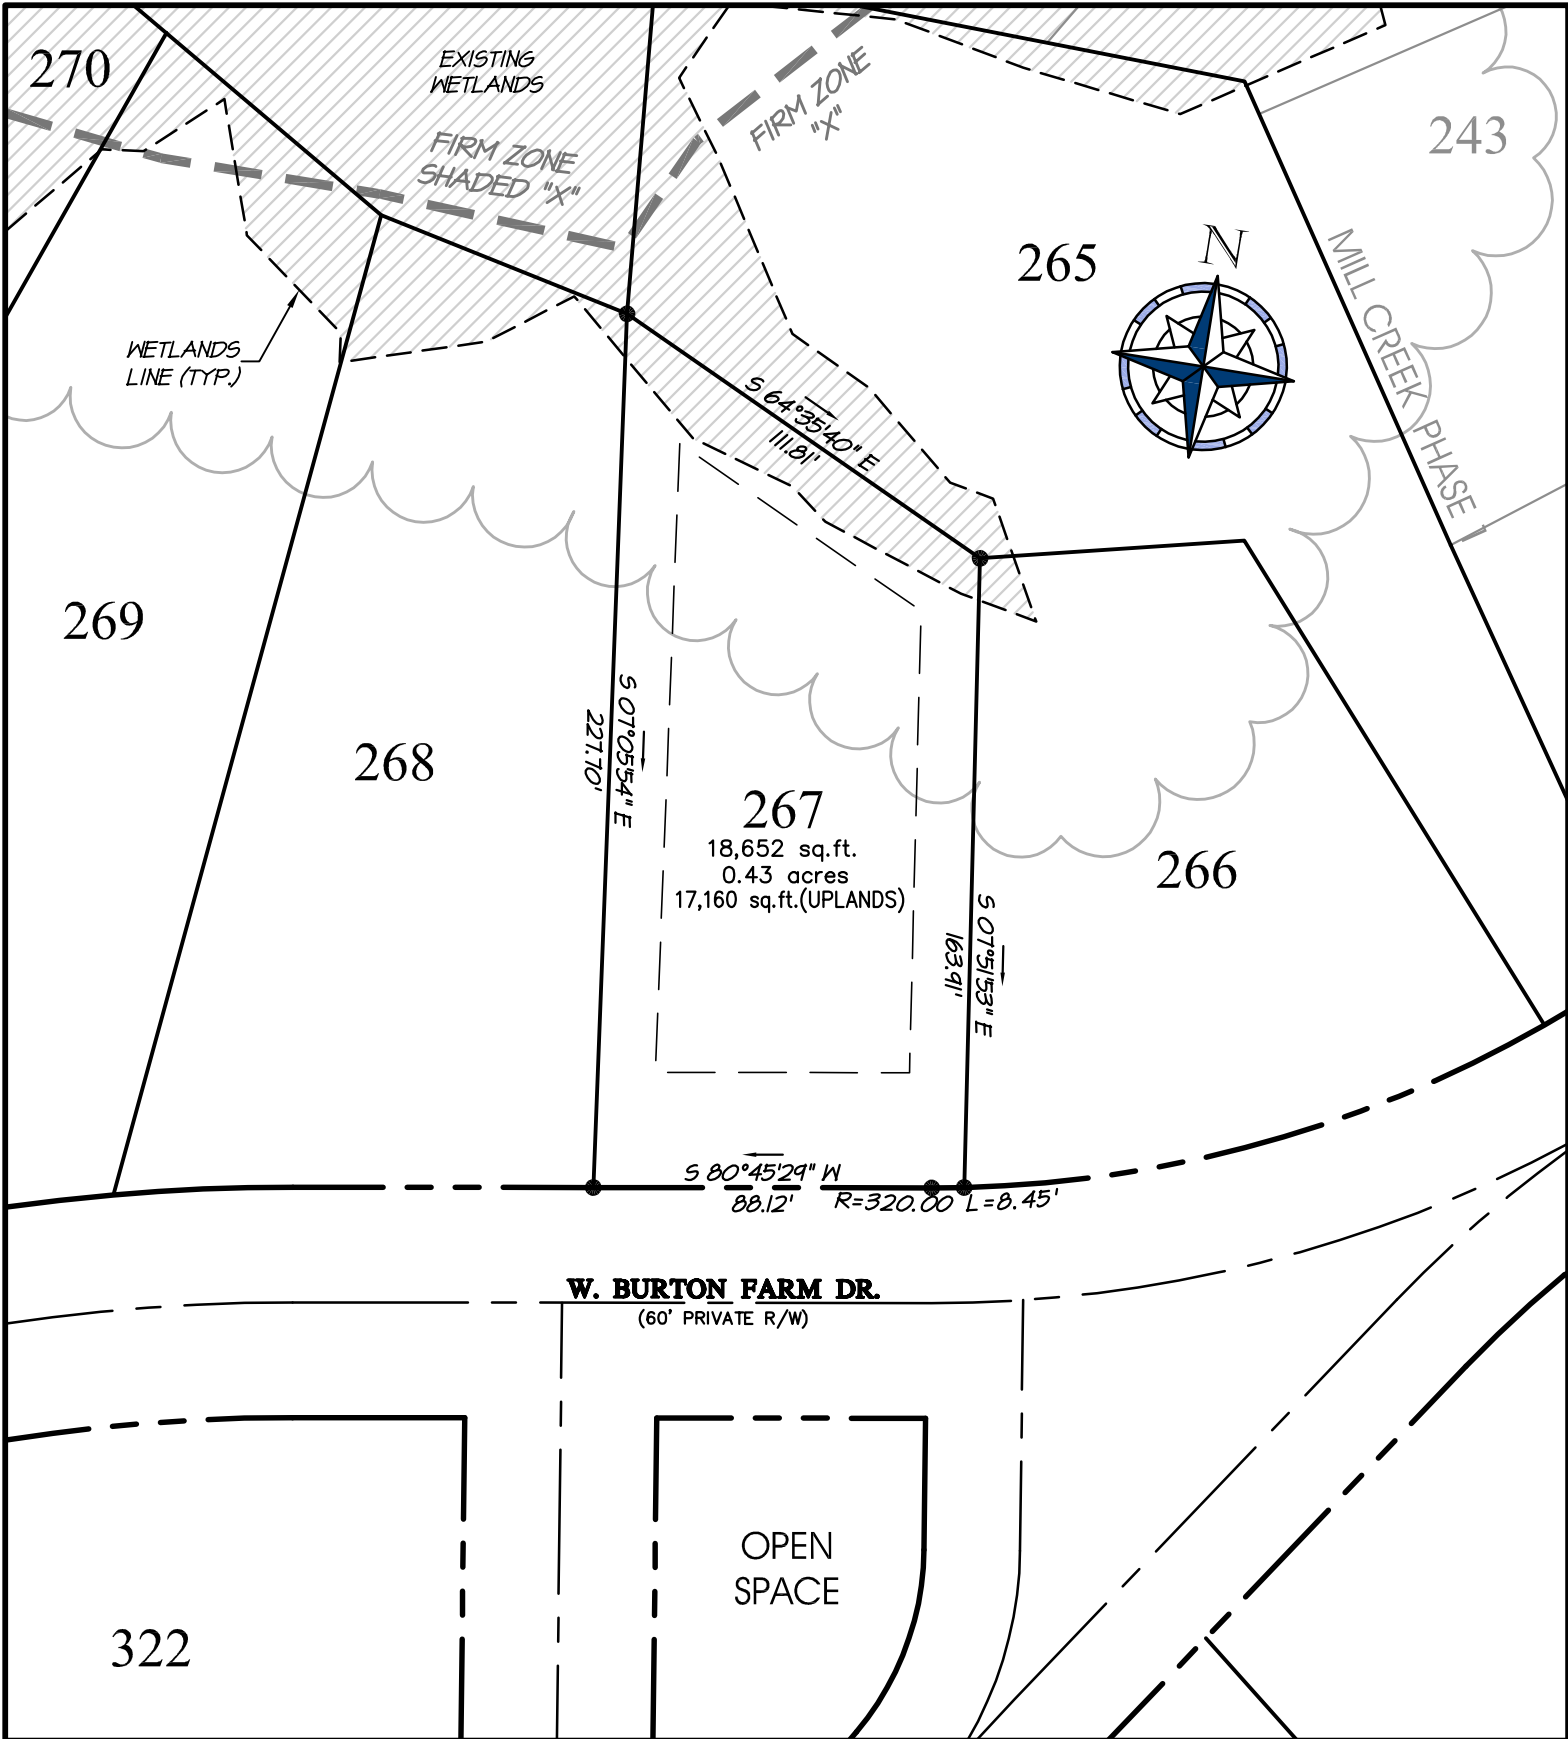 270
EXISTING
WETLANDS
FIRM ZONE
"X"
243
FIRM ZONE
SHADED "X"
N
265
MILL CREEK PHASE 1
WETLANDS
LINE (TYP.)
S 64°35'40" E
111.81'
269
S 07°05'54" E
227.70'
268
267
18,652 sq.ft.
0.43 acres
17,160 sq.ft.(UPLANDS)
266
S 07°51'53" E
163.91'
S 80°45'29" W
88.12'
R=320.00 L=8.45'
W. BURTON FARM DR.
(60' PRIVATE R/W)
OPEN
SPACE
322